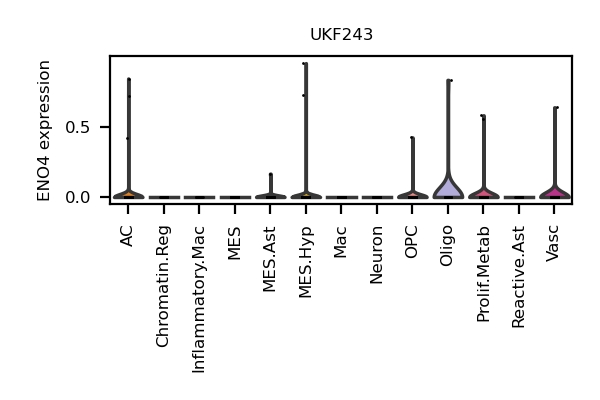 UKF243
ENO4 expression
0.5
0.0
AC
Chromatin.Reg
Inflammatory.Mac
MES
MES.Ast
MES.Hyp
Mac
Neuron
OPC
Oligo
Prolif.Metab
Reactive.Ast
Vasc